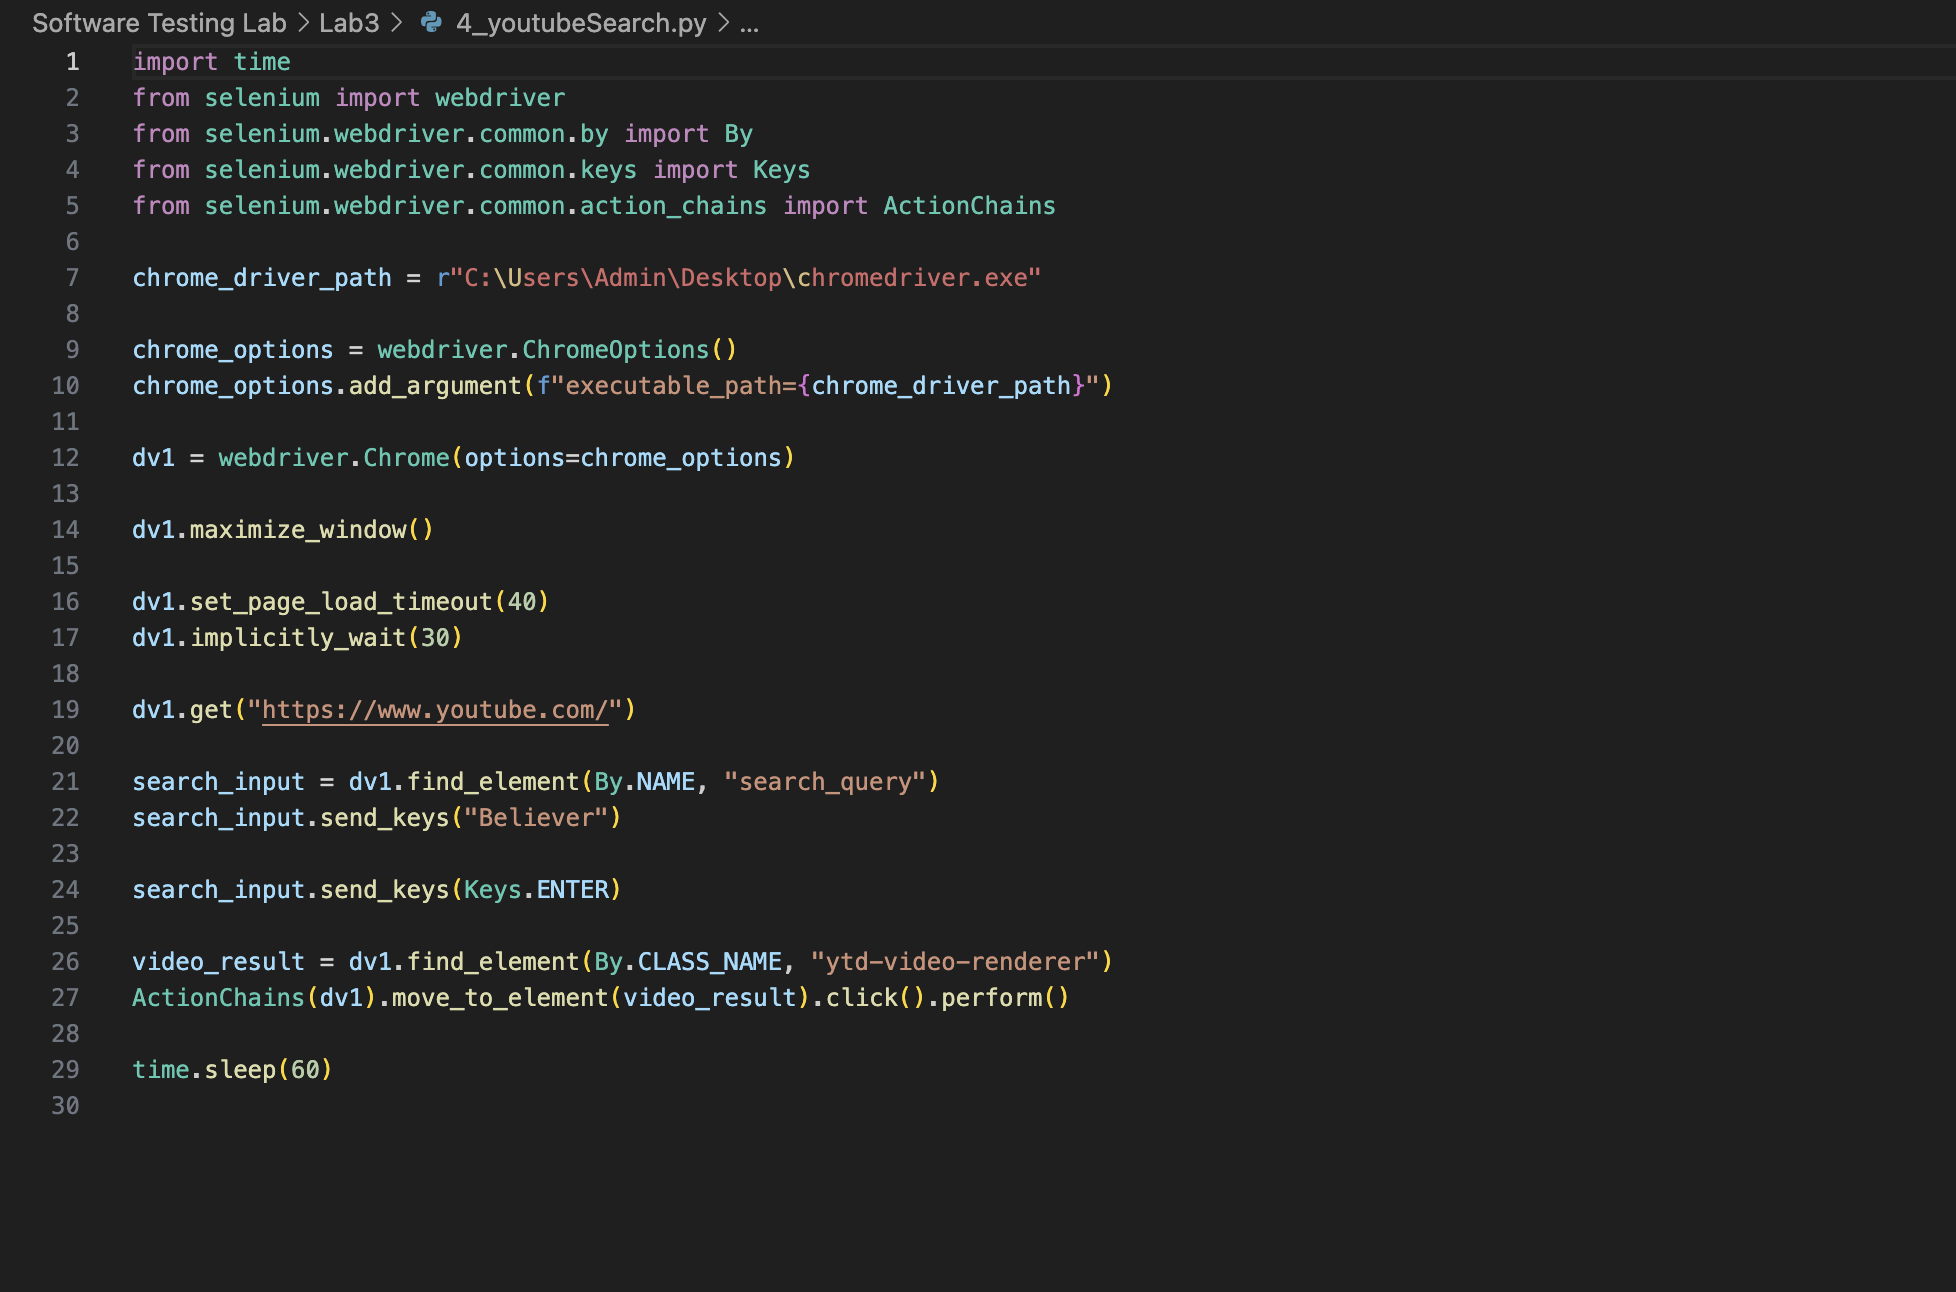 Software Testing Lab > Lab3 > 4_youtubeSearch.py > ...
1 import time
2 from selenium import webdriver
3 from selenium.webdriver.common.by import By
4 from selenium.webdriver.common.keys import Keys
5 from selenium.webdriver.common.action_chains import ActionChains
6
7 chrome_driver_path = r"C:\Users\Admin\Desktop\chromedriver.exe"
8
9 chrome_options = webdriver.ChromeOptions()
10 chrome_options.add_argument(f"executable_path={chrome_driver_path}")
11
12 dv1 = webdriver.Chrome(options=chrome_options)
13
14 dv1.maximize_window()
15
16 dv1.set_page_load_timeout(40)
17 dv1.implicitly_wait(30)
18
19 dv1.get("https://www.youtube.com/")
20
21 search_input = dv1.find_element(By.NAME, "search_query")
22 search_input.send_keys("Believer")
23
24 search_input.send_keys(Keys.ENTER)
25
26 video_result = dv1.find_element(By.CLASS_NAME, "ytd-video-renderer")
27 ActionChains(dv1).move_to_element(video_result).click().perform()
28
29 time.sleep(60)
30